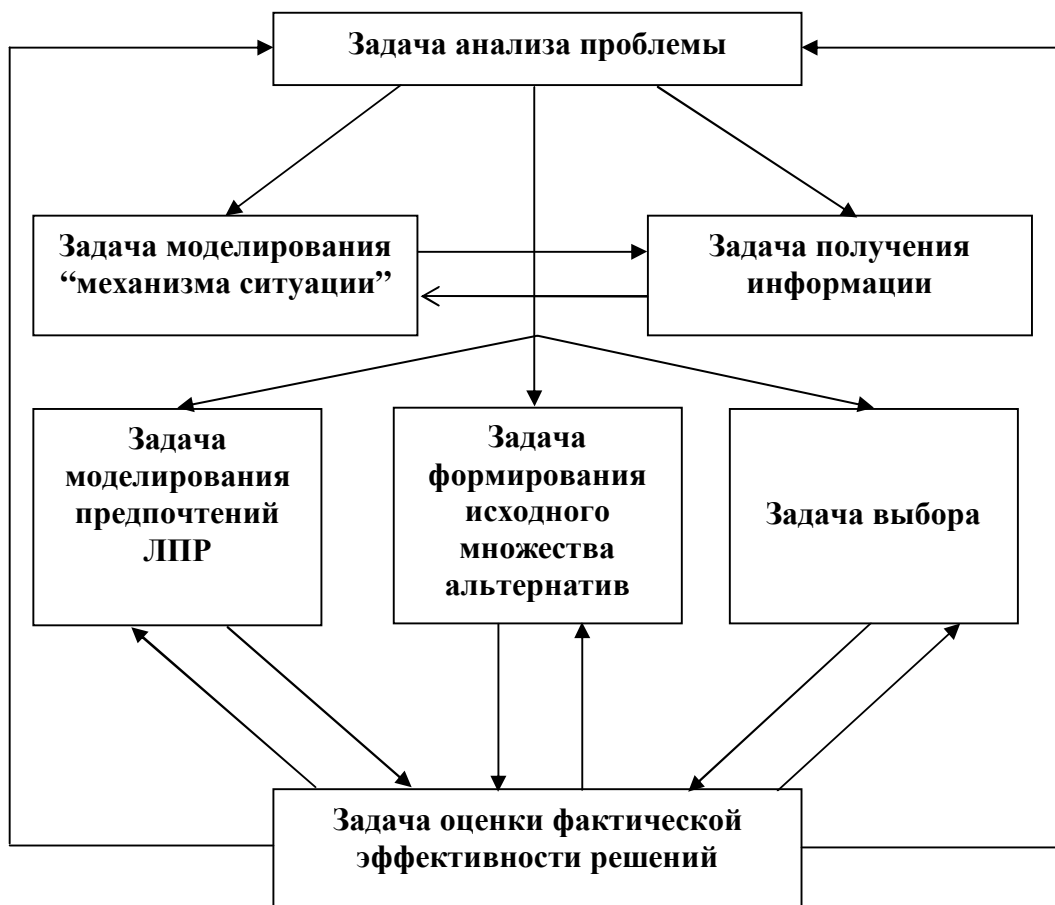 Задача анализа проблемы
Задача моделирования
“механизма ситуации”
Задача получения
информации
Задача
моделирования
предпочтений
ЛПР
Задача
формирования
исходного
множества
альтернатив
Задача выбора
Задача оценки фактической
эффективности решений